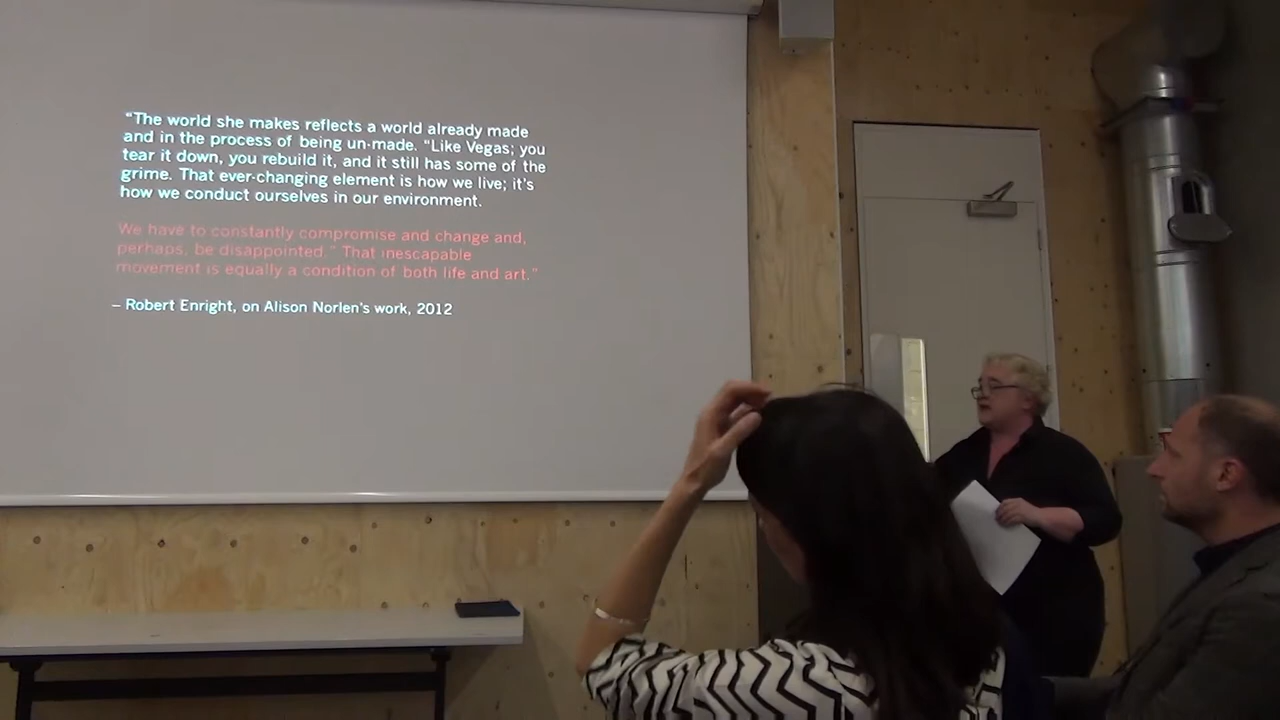 "The world she makes reflects a world already made
and in the process of being un-made. "Like Vegas; you
tear it down, you rebuild it, and it still has some of the
grime. That ever-changing element is how we live; it's
how we conduct ourselves in our environment.
We have to constantly compromise and change and,
perhaps, be disappointed." That inescapable
movement is equally a condition of both life and art."
– Robert Enright, on Alison Norlen's work, 2012